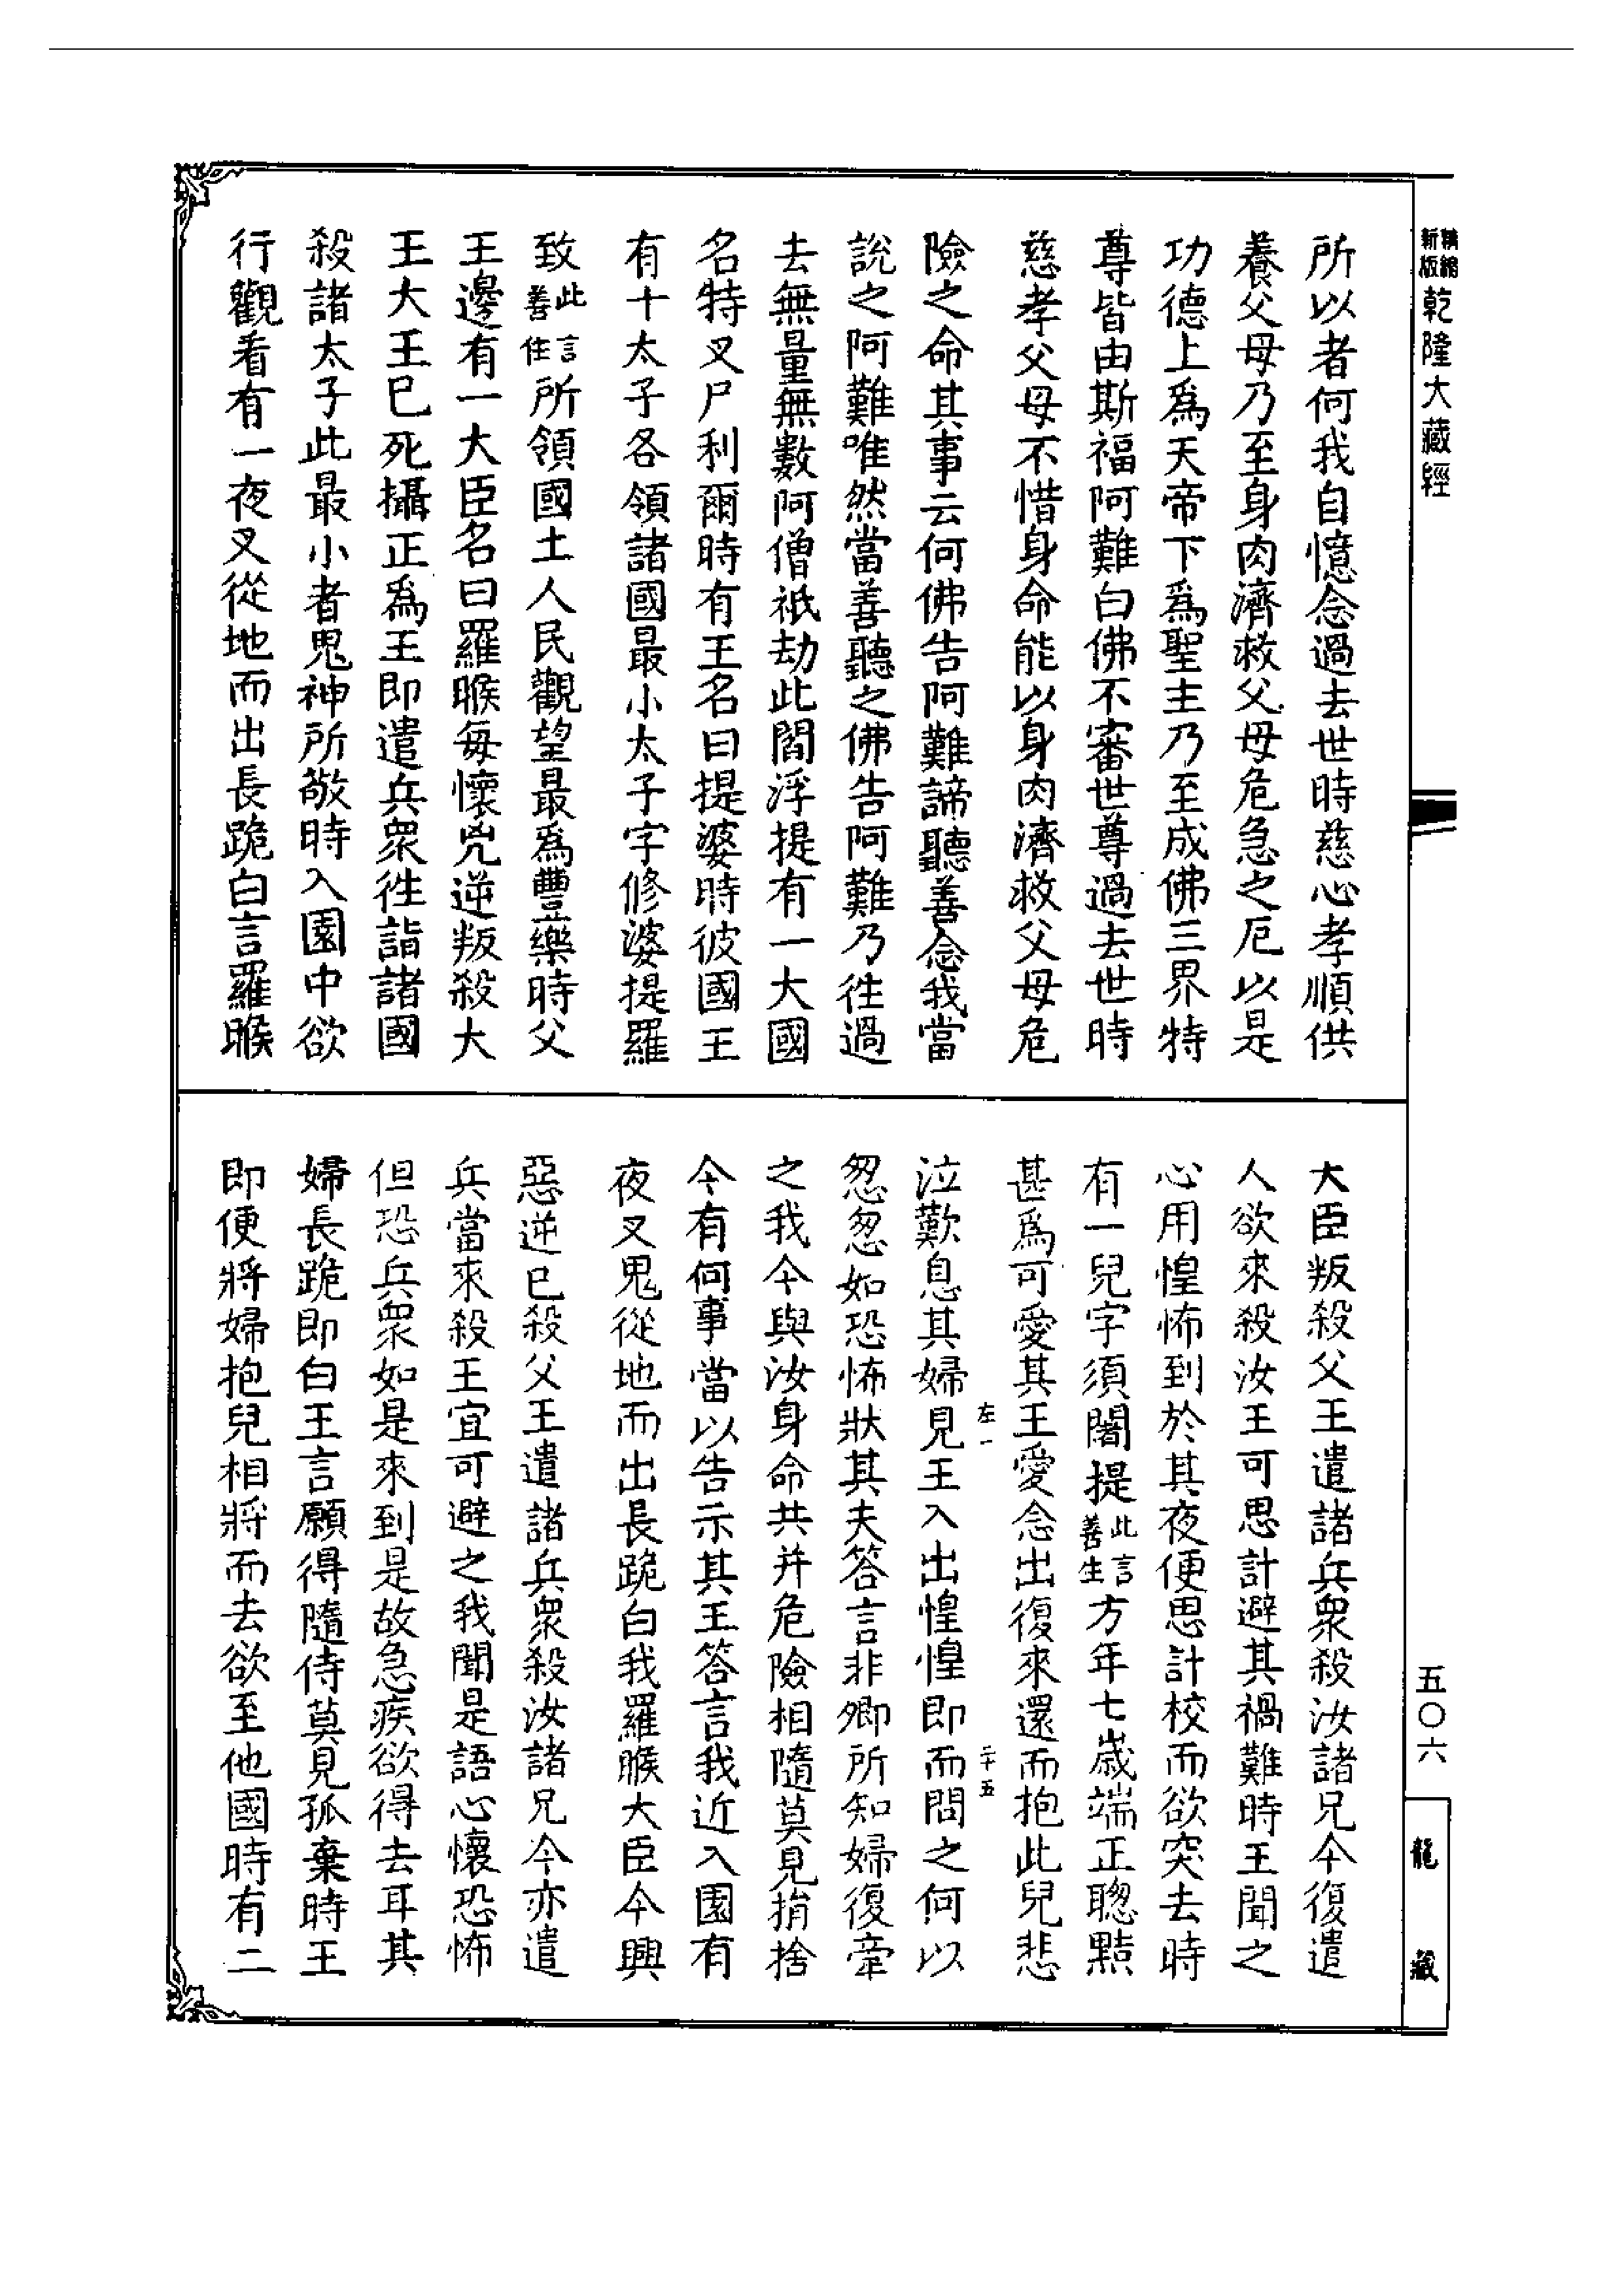 精縮新版乾隆大藏經
所以者何我自憶念過去世時慈心孝順供
養父母乃至身肉濟救父母危急之厄以是
功德上爲天帝下爲聖主乃至成佛三界特
尊皆由斯福阿難白佛不審世尊過去世時
慈孝父母不惜身命能以身肉濟救父母危
險之命其事云何佛告阿難諦聽善念我當
說之阿難唯然當善聽之佛告阿難乃徃過
去無量無數阿僧祇劫此閻浮提有一大國
名特叉尸利爾時有王名曰提婆時彼國王
有十太子各領諸國最小太子字修婆提羅
致此言善住所領國土人民觀望最爲豐樂時父
王邊有一大臣名曰羅睺每懷兇逆叛殺大
王大王已死攝正爲王即遣兵衆徃詣諸國
殺諸太子此最小者鬼神所敬時入園中欲
行觀看有一夜叉從地而出長跪白言羅睺
大臣叛殺父王遣諸兵衆殺汝諸兄今復遣
人欲來殺汝王可思計避其禍難時王聞之
心用惶怖到於其夜便思計校而欲突去時
有一兒字須闍提此言善生方年七歲端正聰黠
甚爲可愛其王愛念出復來還而抱此兒悲
泣歎息其婦見王入出惶惶即而問之何以
左一
二十五
怱怱如恐怖狀其夫答言非卿所知婦復牽
之我今與汝身命共并危險相隨莫見捐捨
今有何事當以告示其王答言我近入園有
夜叉鬼從地而出長跪白我羅睺大臣今興
惡逆已殺父王遣諸兵衆殺汝諸兄今亦遣
兵當來殺王宜可避之我聞是語心懷恐怖
但恐兵衆如是來到是故急疾欲得去耳其
婦長跪即白王言願得隨侍莫見孤棄時王
即便將婦抱兒相將而去欲至他國時有二
五〇六
龍藏